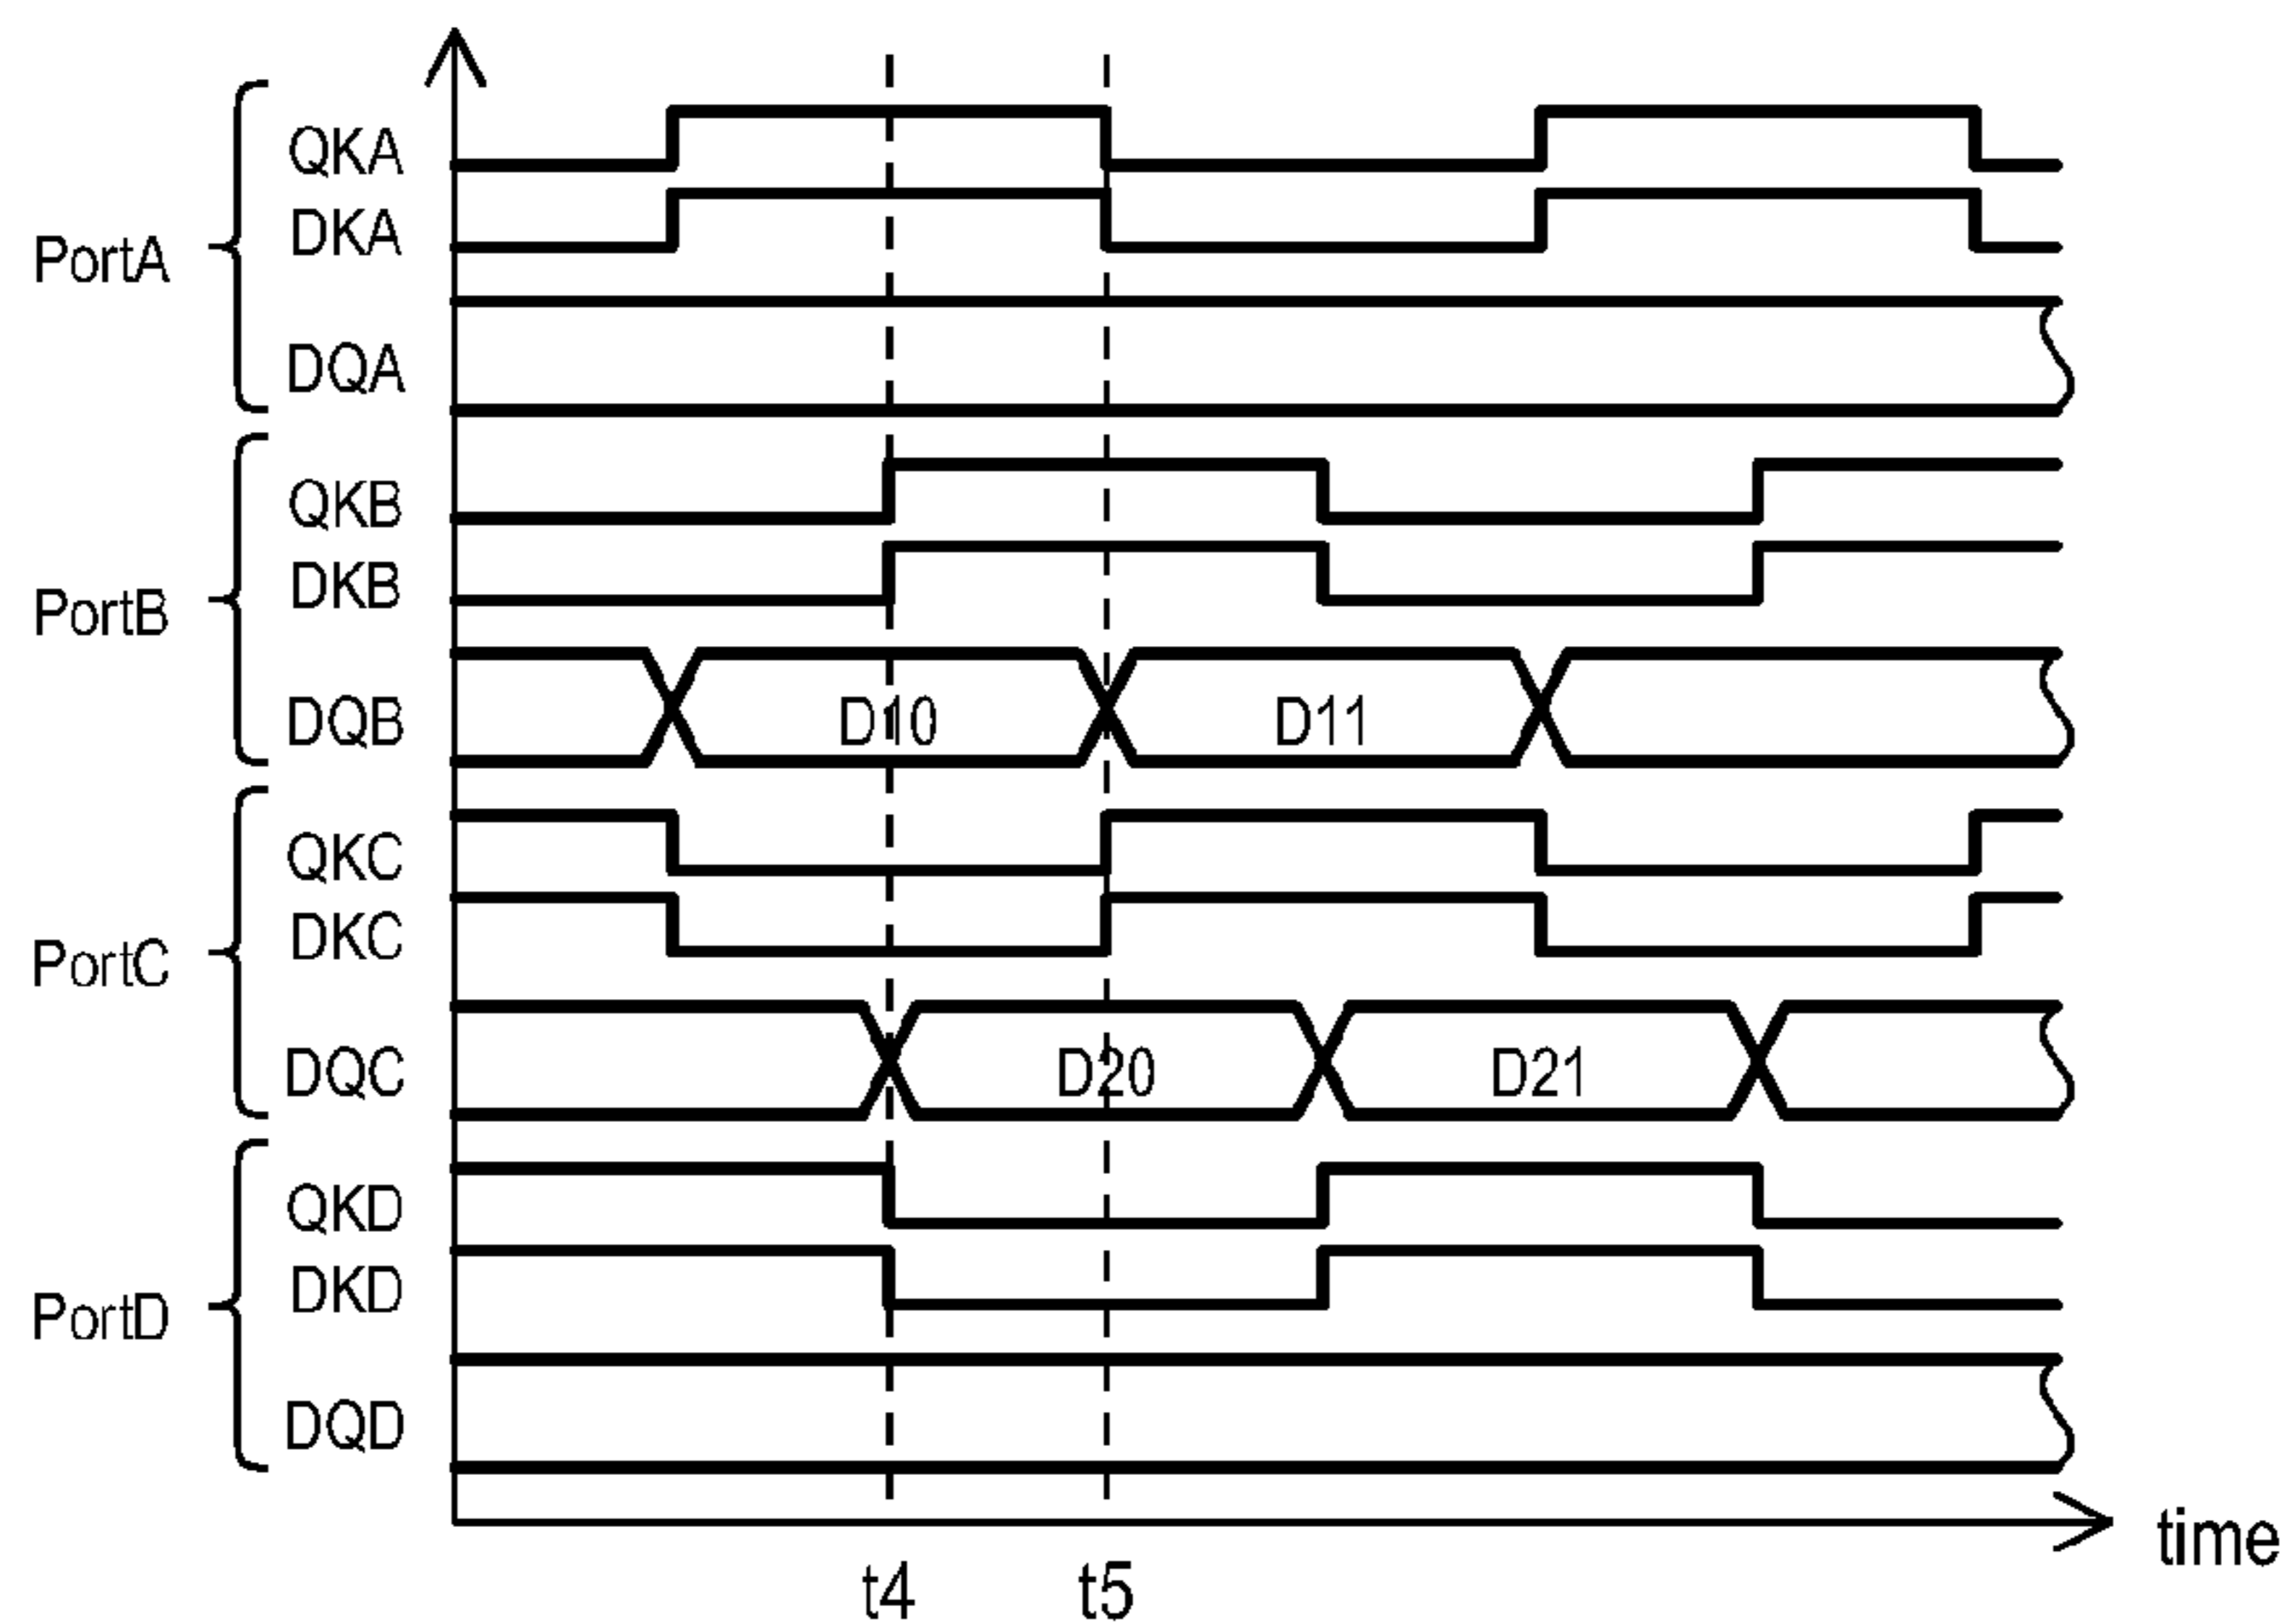 QKA
DKA
PortA
DQA
QKB
DKB
PortB
DQB
D10
D11
QKC
DKC
PortC
DQC
D20
D21
QKD
DKD
PortD
DQD
time
t4
t5